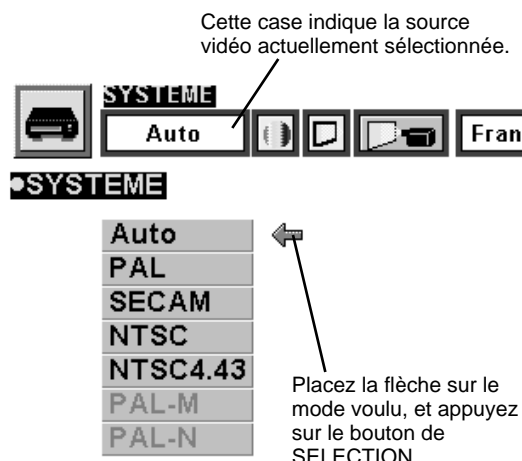 Cette case indique la source
vidéo actuellement sélectionnée.
SYSTEME
Auto
Fran
●SYSTEME
Auto
PAL
SECAM
NTSC
NTSC4.43
PAL-M
PAL-N
Placez la flèche sur le
mode voulu, et appuyez
sur le bouton de
SELECTION